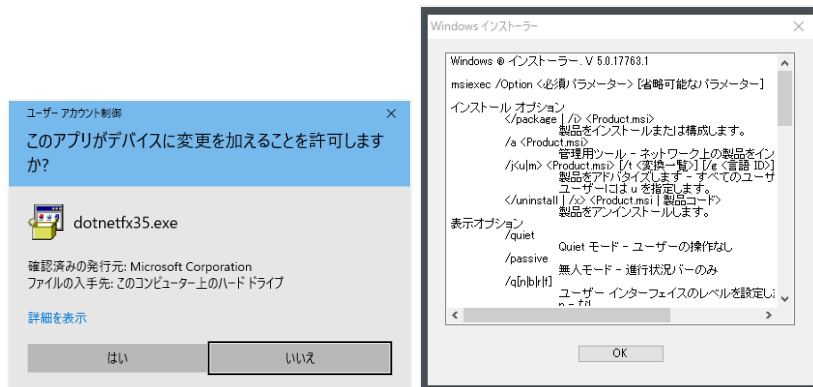 ユーザー アカウント制御
このアプリがデバイスに変更を加えることを許可します
か?
dotnetfx35.exe
確認済みの発行元: Microsoft Corporation
ファイルの入手先: このコンピューター上のハード ドライブ
詳細を表示
はい
いいえ
Windows インストーラー
Windows ® インストーラー. V 5.0.17763.1
msiexec /Option <必須パラメーター> [省略可能なパラメーター]
インストール オプション
</package | /i> <Product.msi>
製品をインストールまたは構成します。
/a <Product.msi>
管理用ツール - ネットワーク上の製品をイン
/j<u|m> <Product.msi> [/t <変換一覧>] [/g <言語 ID>]
製品をアドバタイズします - すべてのユーザ
ユーザーには u を指定します。
</uninstall | /x> <Product.msi | 製品コード>
製品をアンインストールします。
表示オプション
/quiet
Quiet モード - ユーザーの操作なし
/passive
無人モード - 進行状況バーのみ
/q[n|b|r|f]
ユーザー インターフェイスのレベルを設定し
n - なし
OK